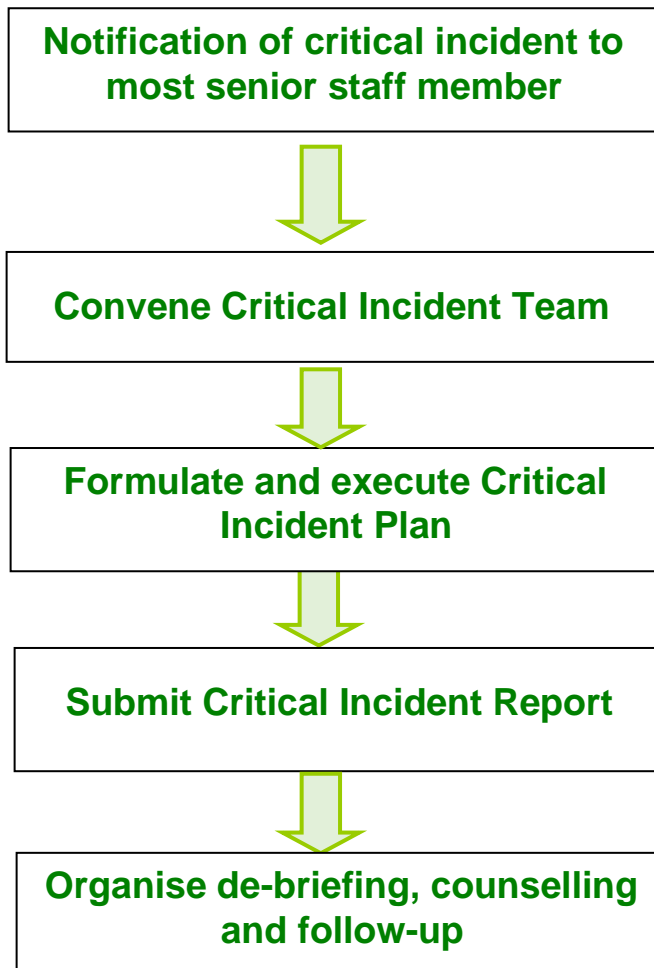 Notification of critical incident to
most senior staff member
Convene Critical Incident Team
Formulate and execute Critical
Incident Plan
Submit Critical Incident Report
Organise de-briefing, counselling
and follow-up